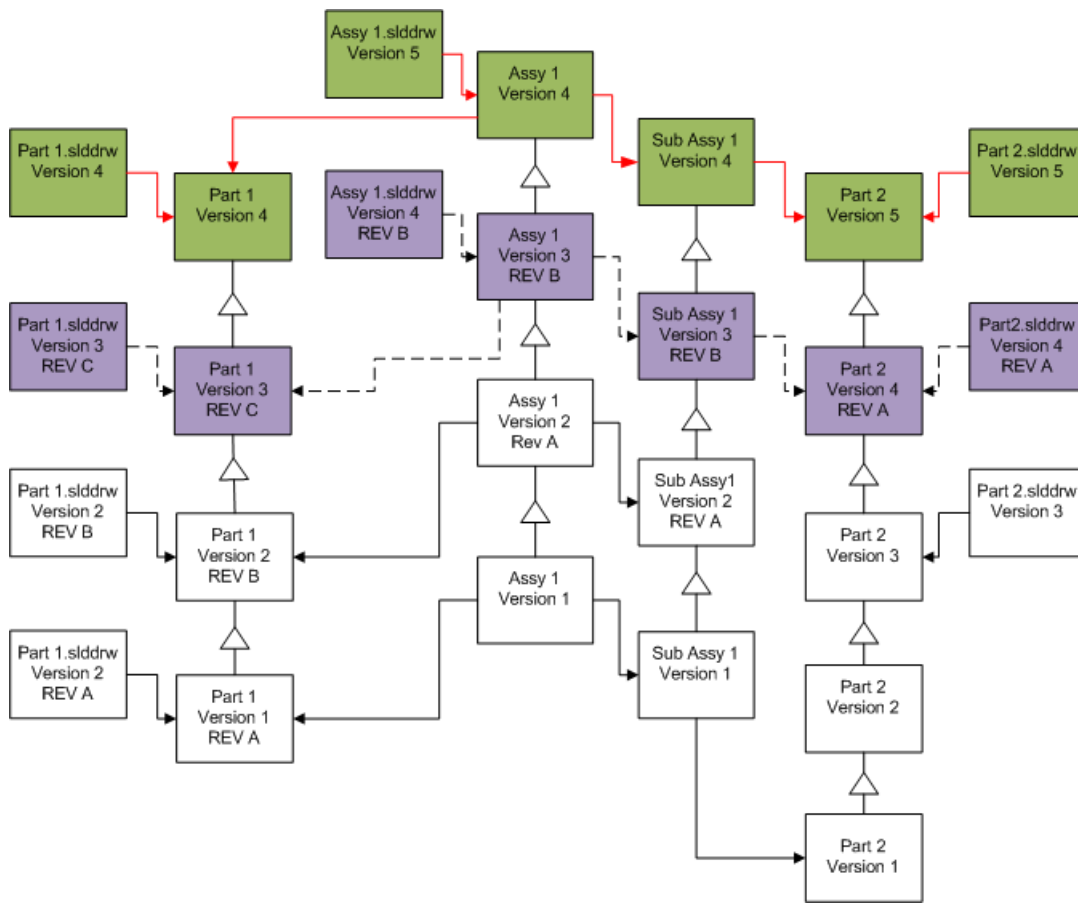 Assy 1.slddrw
Version 5
Assy 1
Version 4
Sub Assy 1
Version 4
Part 1.slddrw
Version 4
Part 2.slddrw
Version 5
Part 1
Version 4
Assy 1.slddrw
Version 4
REV B
Part 2
Version 5
Assy 1
Version 3
REV B
Sub Assy 1
Version 3
REV B
Part 1.slddrw
Version 3
REV C
Part2.slddrw
Version 4
REV A
Part 1
Version 3
REV C
Part 2
Version 4
REV A
Assy 1
Version 2
Rev A
Sub Assy1
Version 2
REV A
Part 1.slddrw
Version 2
REV B
Part 2.slddrw
Version 3
Part 1
Version 2
REV B
Part 2
Version 3
Assy 1
Version 1
Part 1.slddrw
Version 2
REV A
Sub Assy 1
Version 1
Part 2
Version 2
Part 1
Version 1
REV A
Part 2
Version 1